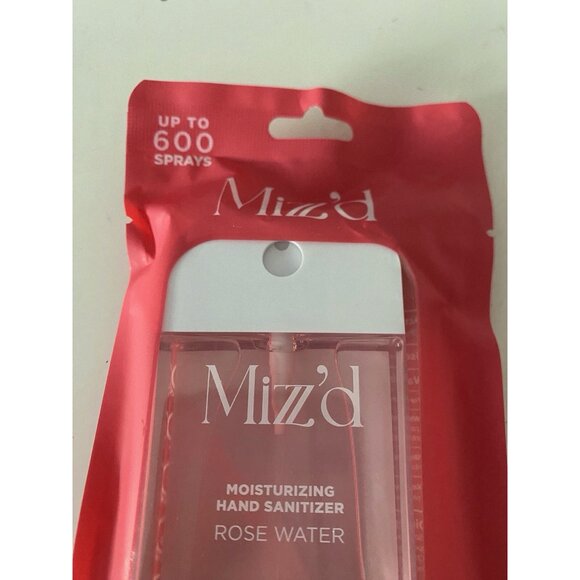 UP TO
600
SPRAYS
Mizz'd
Mizz'd
MOISTURIZING
HAND SANITIZER
ROSE WATER